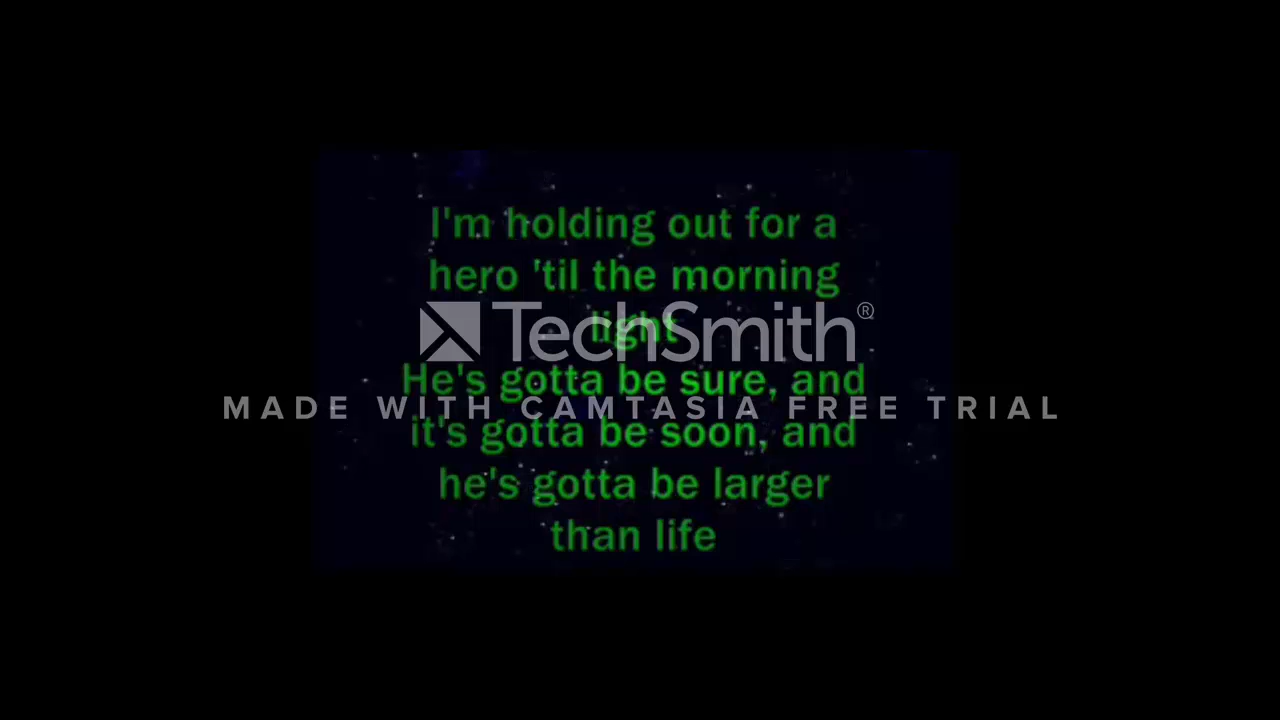 I'm holding out for a
hero 'til the morning
light
TechSmith®
He's gotta be sure, and
MADE WITH CAMTASIA FREE TRIAL
it's gotta be soon, and
he's gotta be larger
than life